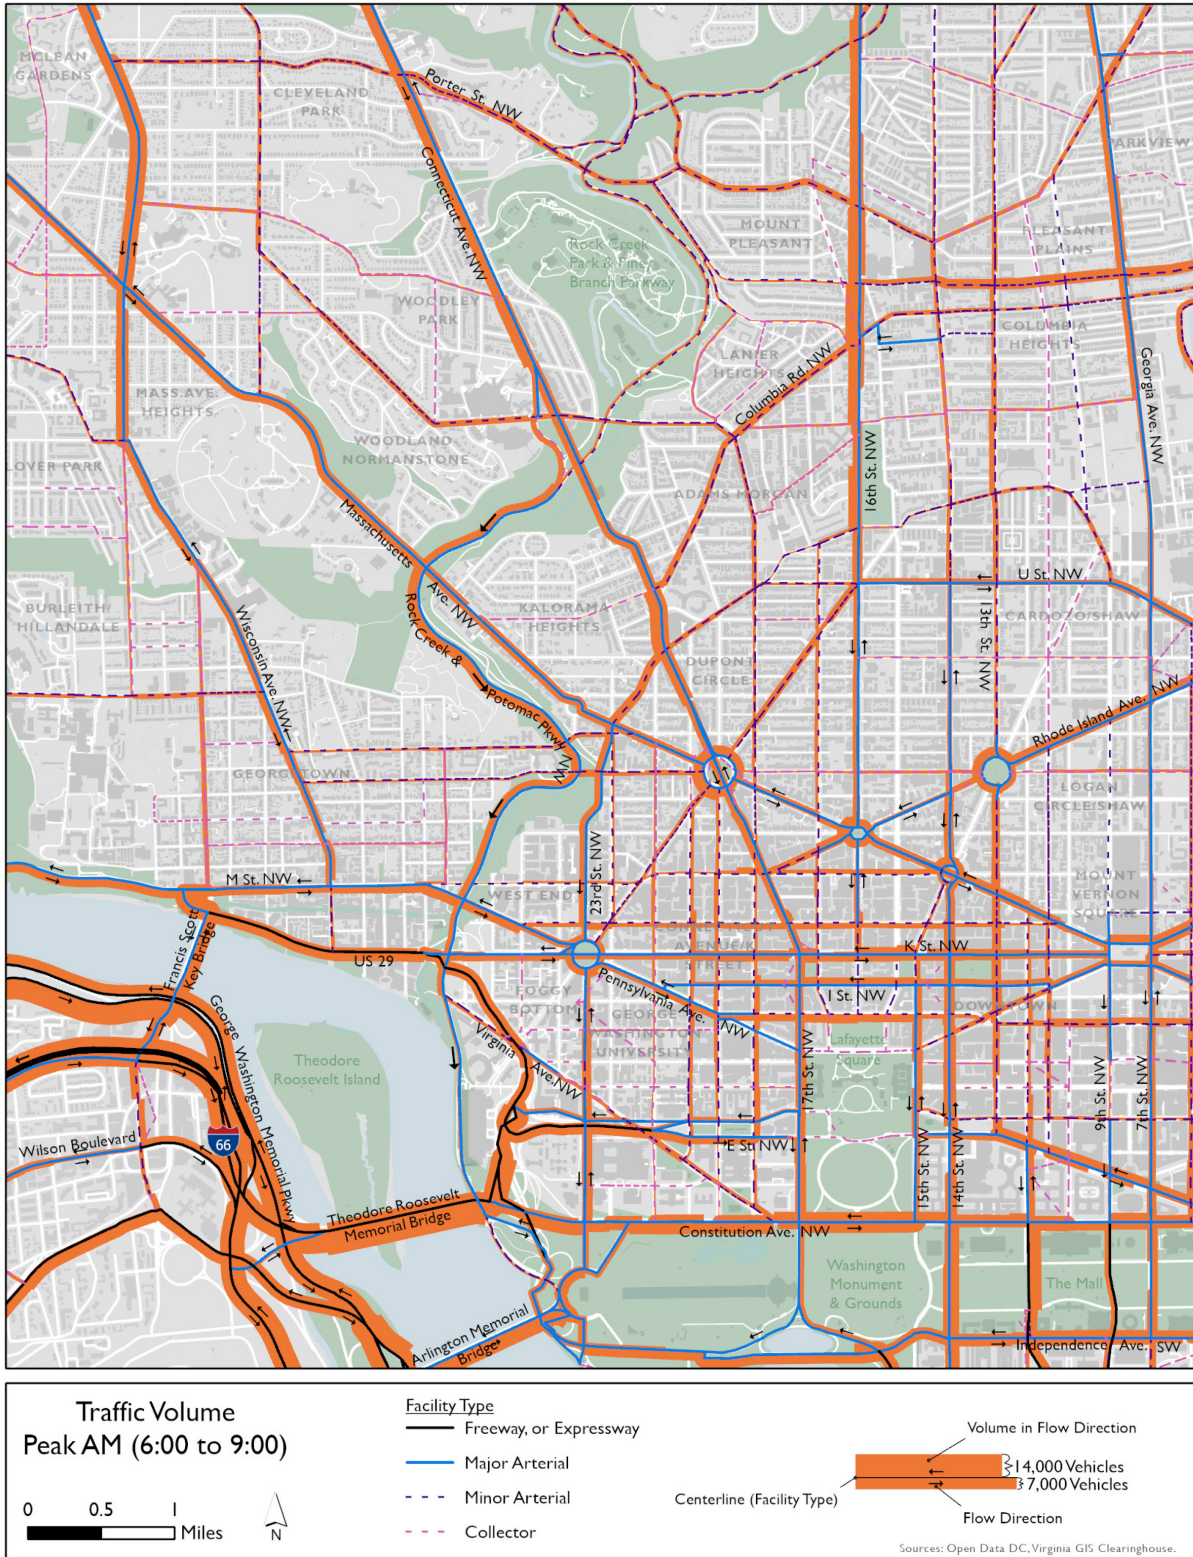 MCLEAN
GARDENS
CLEVELAND
PARK
Porter St. NW
PARKVIEW
Connecticut Ave. NW
MOUNT
PLEASANT
PLEASANT
PLAINS
Rock Creek
Park & Piney
Branch Parkway
WOODLEY
PARK
COLUMBIA
HEIGHTS
LANIER
HEIGHTS
Columbia Rd. NW
Georgia Ave. NW
MASS. AVE.
HEIGHTS
WOODLAND-
NORMANSTONE
GLOVER PARK
16th St. NW
ADAMS MORGAN
Massachusetts
Ave. NW
U St. NW
BURLEITH/
HILLANDALE
KALORAMA
HEIGHTS
CARDOZO/SHAW
13th St. NW
Rock Creek &
Potomac Pkwy NW
Wisconsin Ave. NW
DUPONT
CIRCLE
Rhode Island Ave. NW
GEORGETOWN
LOGAN
CIRCLE/SHAW
M St. NW
WEST END
23rd St. NW
MOUNT
VERNON
SQUARE
Francis Scott
Key Bridge
CONNECTICUT
AVENUE/K
STREET
K St. NW
US 29
FOGGY
BOTTOM
Pennsylvania Ave.
NW
I St. NW
DOWNTOWN
GEORGE
WASHINGTON
UNIVERSITY
George Washington Memorial Pkwy
Virginia
Ave. NW
Theodore
Roosevelt Island
Lafayette
Square
17th St. NW
9th St. NW
7th St. NW
Wilson Boulevard
66
E St. NW
15th St. NW
14th St. NW
Theodore Roosevelt
Memorial Bridge
Constitution Ave. NW
Washington
Monument
& Grounds
The Mall
Arlington Memorial
Bridge
Independence Ave. SW
Traffic Volume
Peak AM (6:00 to 9:00)
0 0.5 1
Miles
N
Facility Type
Freeway, or Expressway
Major Arterial
Minor Arterial
Collector
Volume in Flow Direction
14,000 Vehicles
7,000 Vehicles
Centerline (Facility Type)
Flow Direction
Sources: Open Data DC, Virginia GIS Clearinghouse.